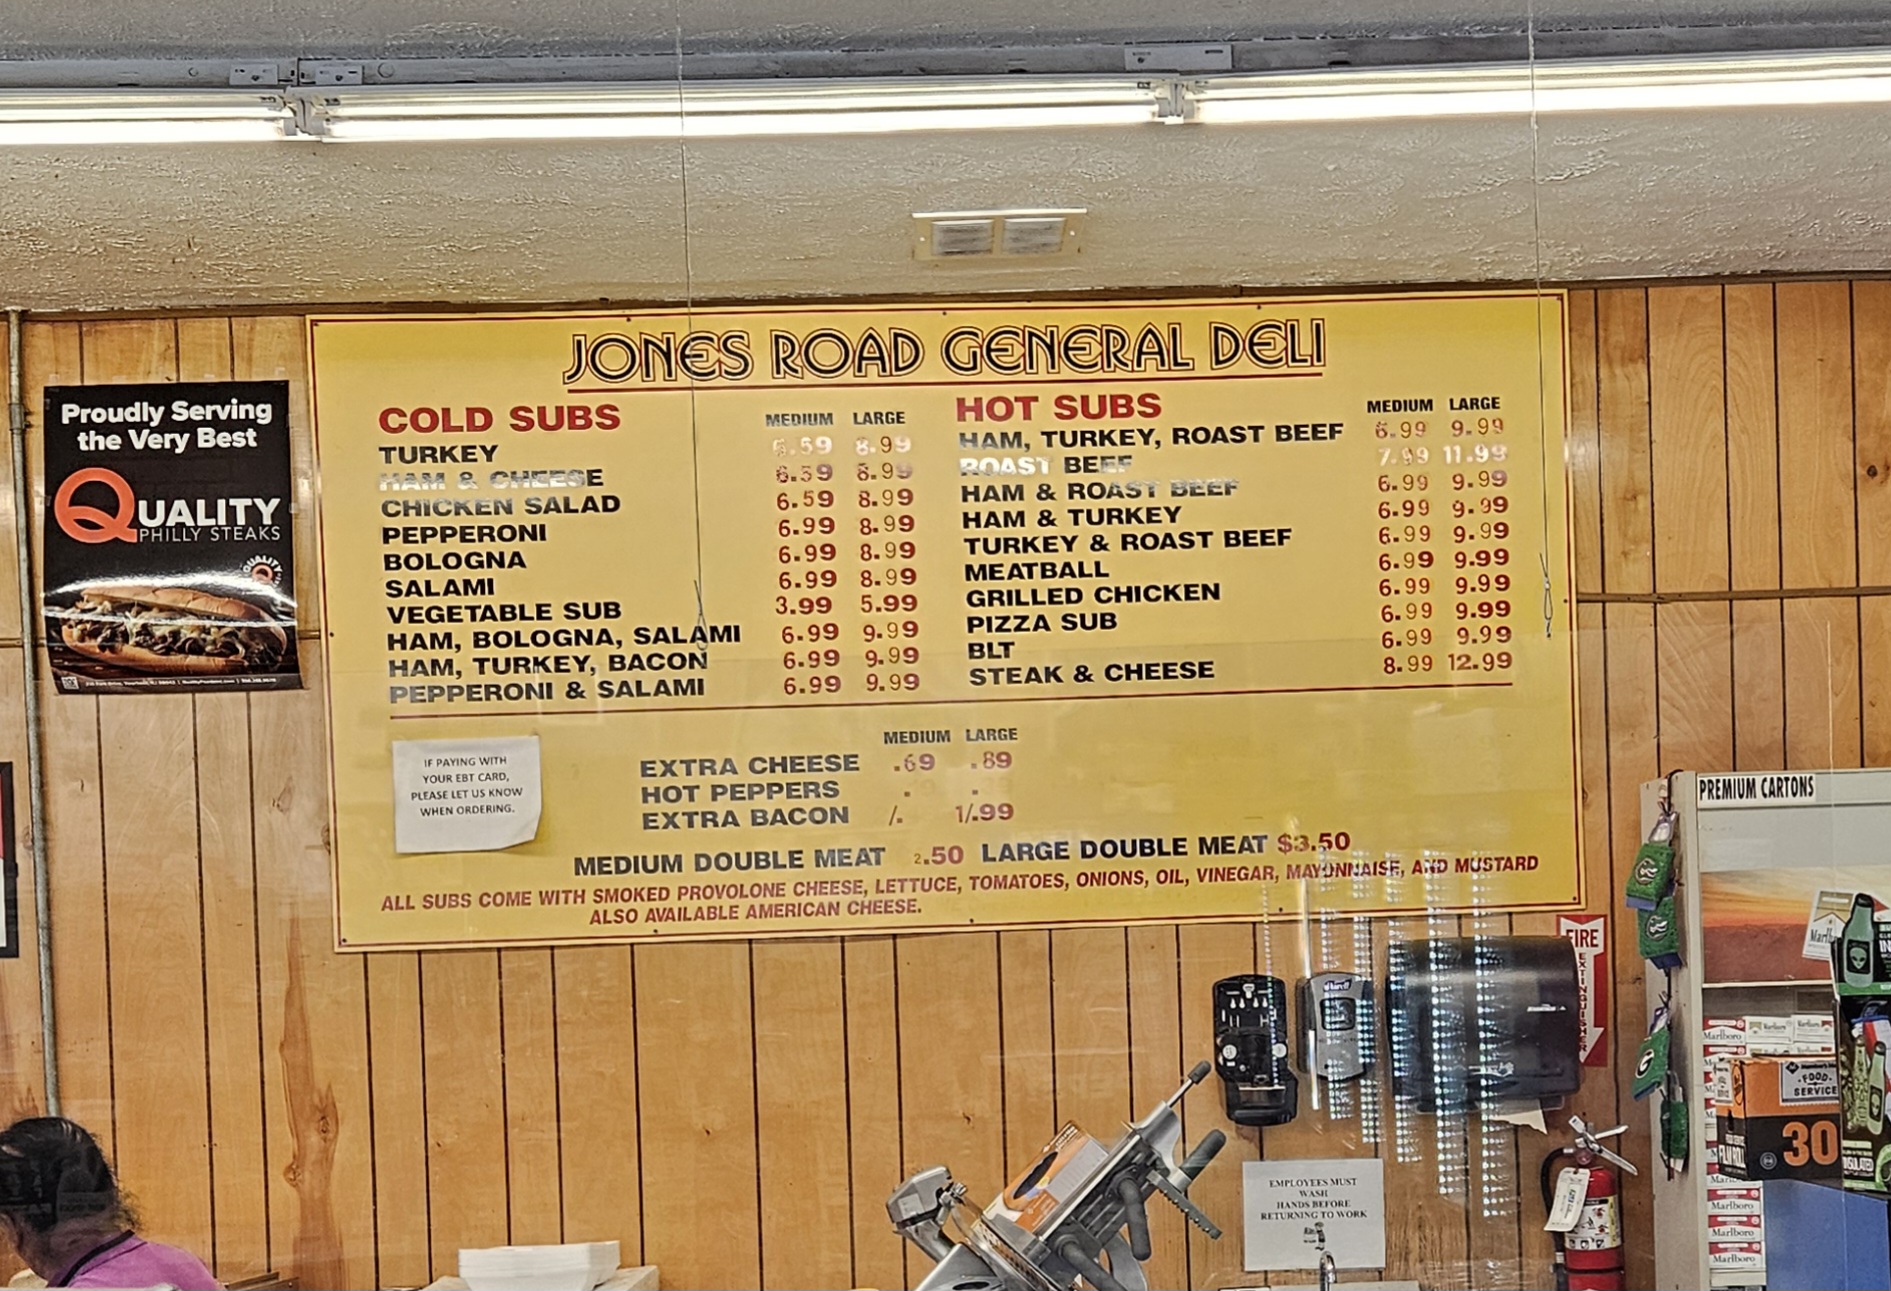 JONES ROAD GENERAL DELI
Proudly Serving
the Very Best
QUALITY
PHILLY STEAKS
COLD SUBS MEDIUM LARGE
TURKEY 6.59 8.99
HAM & CHEESE 6.59 8.99
CHICKEN SALAD 6.59 8.99
PEPPERONI 6.99 8.99
BOLOGNA 6.99 8.99
SALAMI 6.99 8.99
VEGETABLE SUB 3.99 5.99
HAM, BOLOGNA, SALAMI 6.99 9.99
HAM, TURKEY, BACON 6.99 9.99
PEPPERONI & SALAMI 6.99 9.99
HOT SUBS MEDIUM LARGE
HAM, TURKEY, ROAST BEEF 6.99 9.99
ROAST BEEF 7.99 11.99
HAM & ROAST BEEF 6.99 9.99
HAM & TURKEY 6.99 9.99
TURKEY & ROAST BEEF 6.99 9.99
MEATBALL 6.99 9.99
GRILLED CHICKEN 6.99 9.99
PIZZA SUB 6.99 9.99
BLT 6.99 9.99
STEAK & CHEESE 8.99 12.99
IF PAYING WITH
YOUR EBT CARD,
PLEASE LET US KNOW
WHEN ORDERING.
MEDIUM LARGE
EXTRA CHEESE .69 .89
HOT PEPPERS . .
EXTRA BACON /. 1/.99
MEDIUM DOUBLE MEAT 2.50 LARGE DOUBLE MEAT $3.50
ALL SUBS COME WITH SMOKED PROVOLONE CHEESE, LETTUCE, TOMATOES, ONIONS, OIL, VINEGAR, MAYONNAISE, AND MUSTARD
ALSO AVAILABLE AMERICAN CHEESE.
PREMIUM CARTONS
FIRE
EXTINGUISHER
EMPLOYEES MUST
WASH
HANDS BEFORE
RETURNING TO WORK
Marlboro
FOOD
SERVICE
30
Marlboro
Marlboro
Marlboro